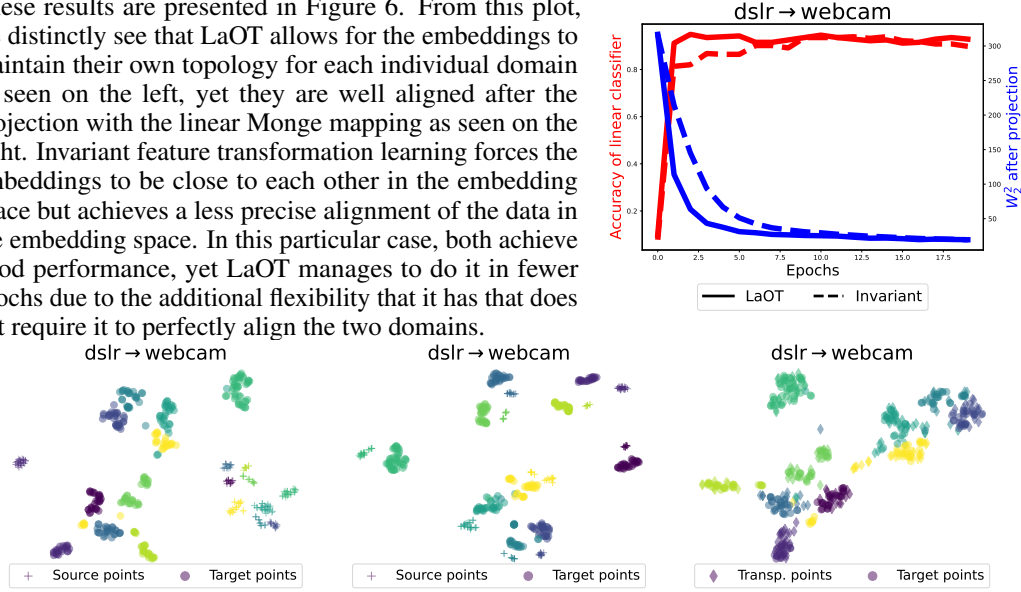 ese results are presented in Figure 6. From this plot,
distinctly see that LaOT allows for the embeddings to
aintain their own topology for each individual domain
seen on the left, yet they are well aligned after the
ojection with the linear Monge mapping as seen on the
ht. Invariant feature transformation learning forces the
nbeddings to be close to each other in the embedding
ace but achieves a less precise alignment of the data in
e embedding space. In this particular case, both achieve
od performance, yet LaOT manages to do it in fewer
ochs due to the additional flexibility that it has that does
t require it to perfectly align the two domains.
dslr→webcam
Accuracy of linear classifier
0.8
0.6
0.4
0.2
300
250
200
150
100
50
W₂² after projection
0.0 2.5 5.0 7.5 10.0 12.5 15.0 17.5
Epochs
LaOT Invariant
dslr→webcam
Source points Target points
dslr→webcam
Source points Target points
dslr→webcam
Transp. points Target points